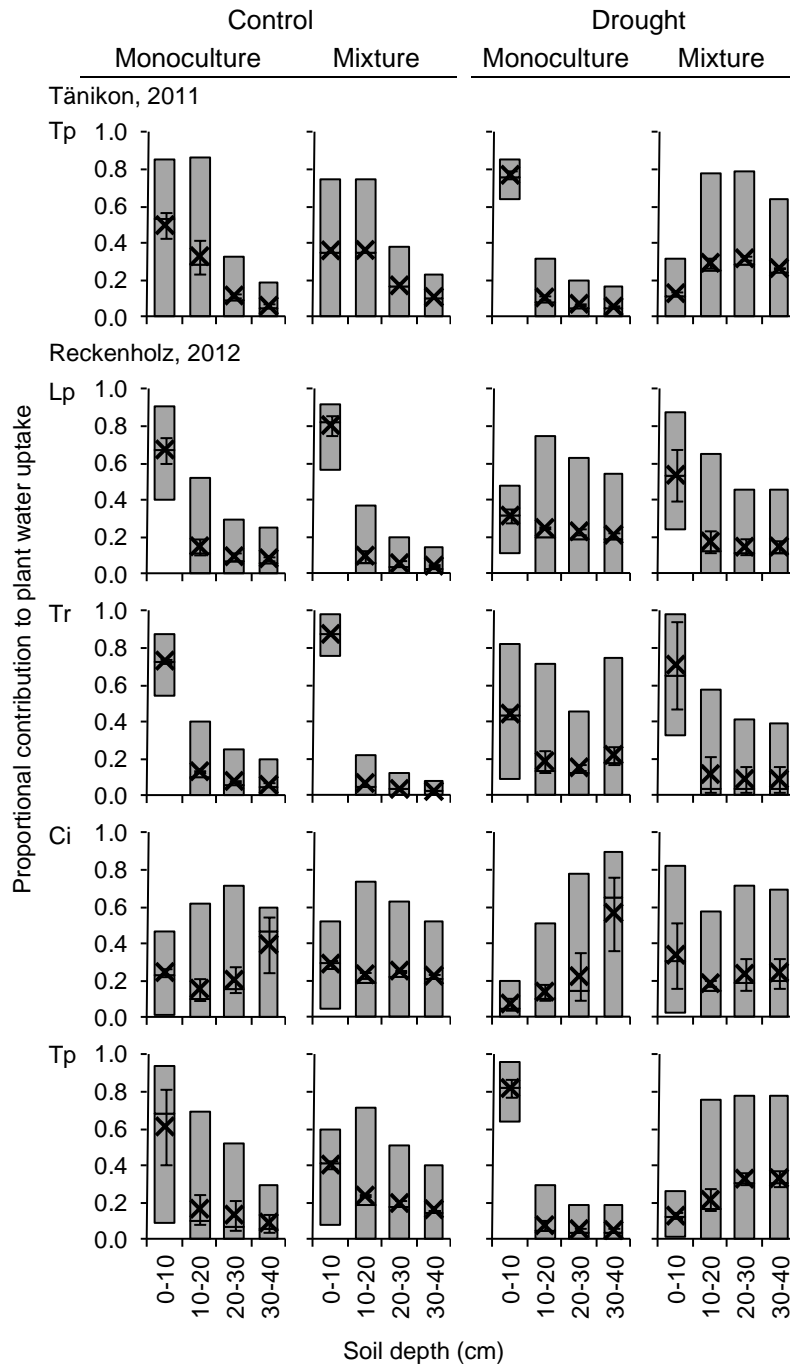 Control Drought
Monoculture Mixture Monoculture Mixture
Tänikon, 2011
Tp
1.0
0.8
0.6
0.4
0.2
0.0
Reckenholz, 2012
Lp
1.0
0.8
0.6
0.4
0.2
0.0
Tr
1.0
0.8
0.6
0.4
0.2
0.0
Ci
1.0
0.8
0.6
0.4
0.2
0.0
Tp
1.0
0.8
0.6
0.4
0.2
0.0
Proportional contribution to plant water uptake
0-10 10-20 20-30 30-40 0-10 10-20 20-30 30-40 0-10 10-20 20-30 30-40 0-10 10-20 20-30 30-40
Soil depth (cm)